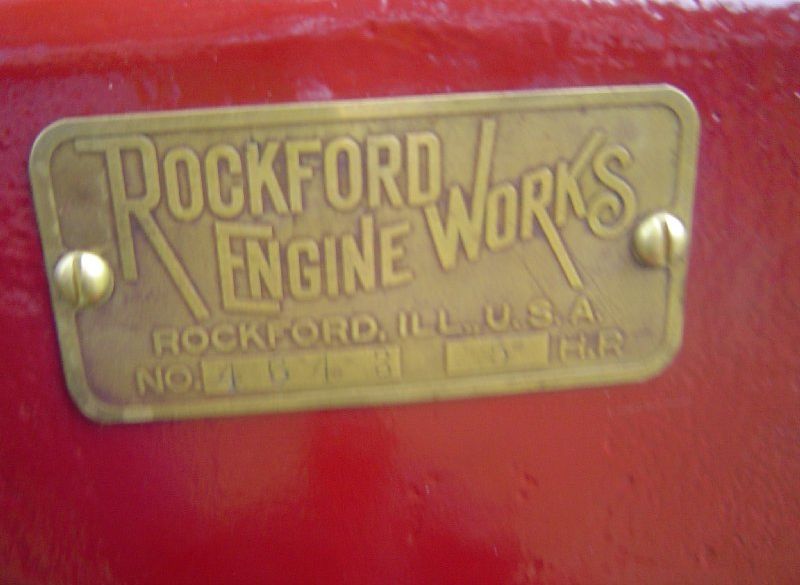 ROCKFORD
ENGINE WORKS
ROCKFORD, ILL., U.S.A.
NO. H.P.